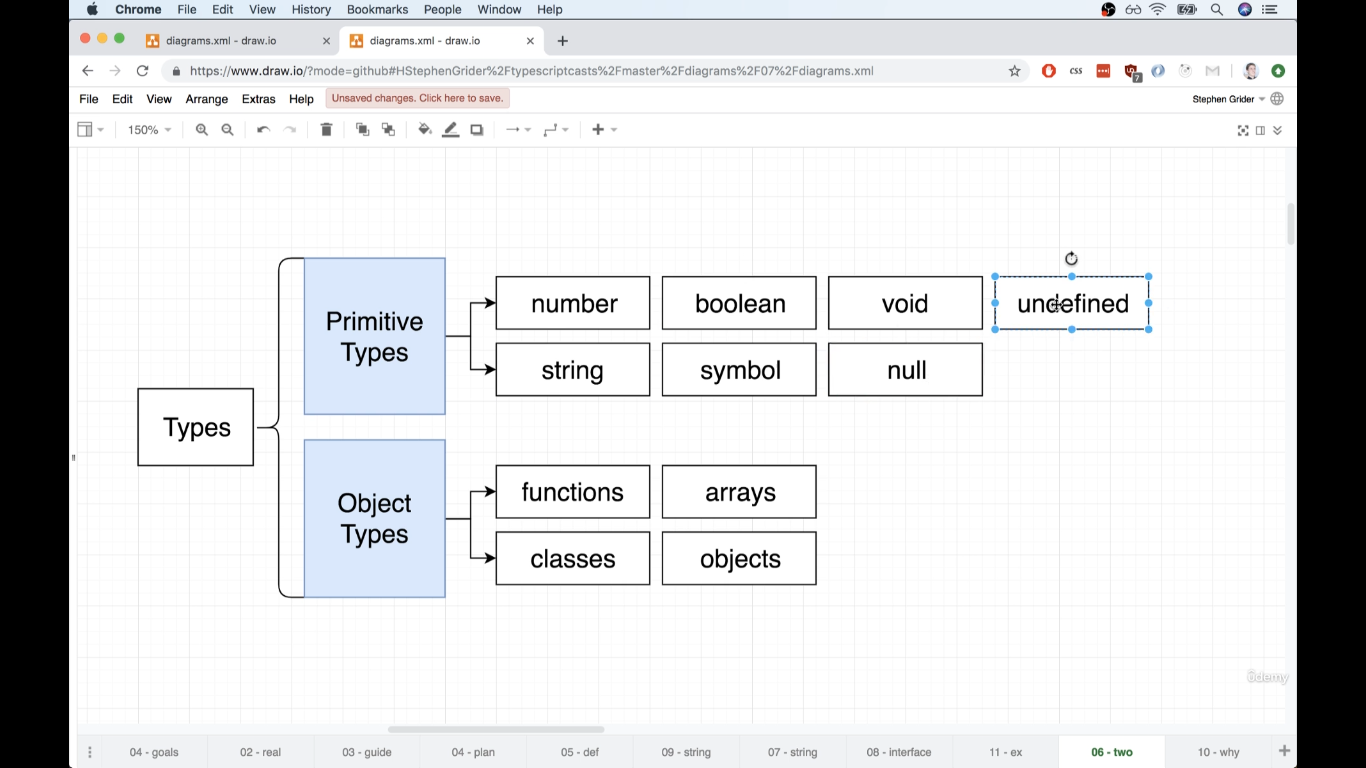 Chrome File Edit View History Bookmarks People Window Help
diagrams.xml - draw.io
diagrams.xml - draw.io
https://www.draw.io/?mode=github#HStephenGrider%2Ftypescriptcasts%2Fmaster%2Fdiagrams%2F07%2Fdiagrams.xml
css
7
File Edit View Arrange Extras Help Unsaved changes. Click here to save.
Stephen Grider
150%
number boolean void undefined
Primitive
Types
string symbol null
Types
functions arrays
Object
Types
classes objects
ûdemy
04 - goals 02 - real 03 - guide 04 - plan 05 - def 09 - string 07 - string 08 - interface 11 - ex 06 - two 10 - why